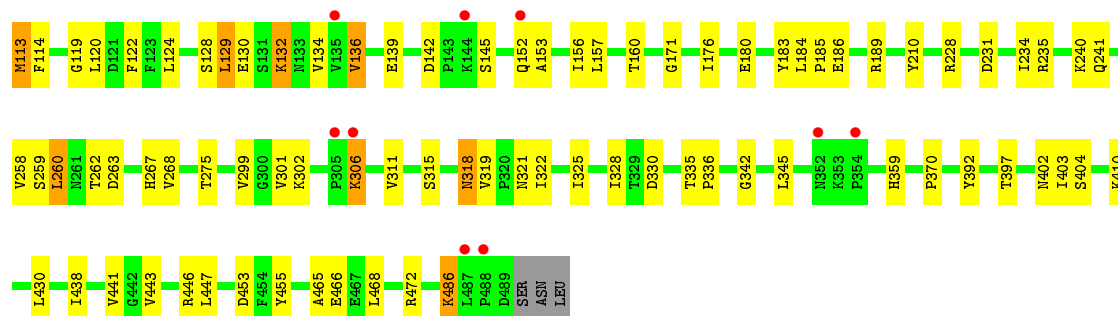 M113 F114 G119 L120 D121 F122 F123 L124 S128 L129 E130 S131 K132 N133 V134 V135 V136 E139 D142 P143 K144 S145 Q152 A153 I156 L157 T160 G171 I176 E180 Y183 L184 P185 E186 R189 Y210 R228 D231 I234 R235 K240 Q241
V258 S259 L260 N261 T262 D263 H267 V268 T275 V299 G300 V301 K302 P305 K306 V311 S315 N318 V319 P320 N321 I322 I325 I328 T329 D330 T335 P336 G342 L345 N352 K353 P354 H359 P370 Y392 T397 N402 I403 S404 K410
L430 I438 V441 G442 V443 R446 L447 D453 F454 Y455 A465 E466 E467 L468 R472 K486 L487 P488 D489 SER ASN LEU